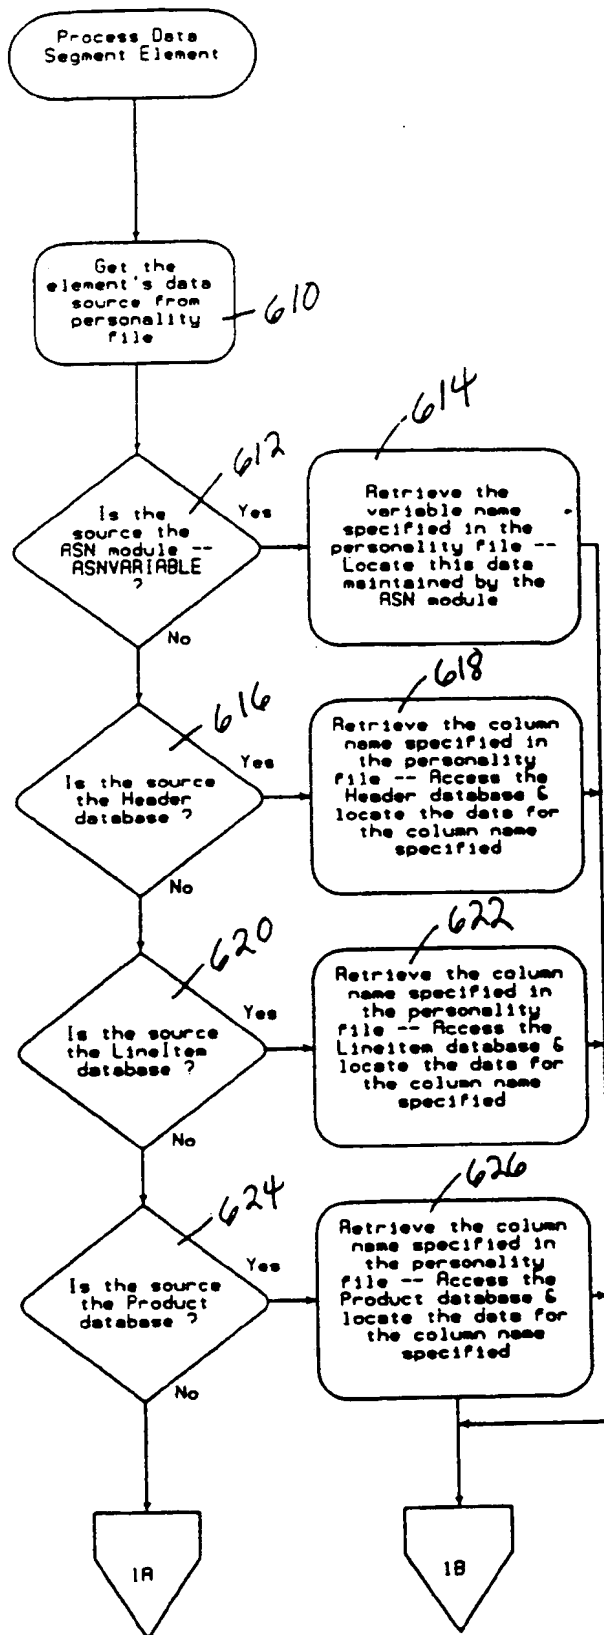 Process Data
Segment Element
Get the
element's data
source from
personality
file
610
612
Is the
source the
ASN module --
ASNVARIABLE
?
Yes
No
614
Retrieve the
variable name
specified in the
personality file --
Locate this data
maintained by the
ASN module
616
Is the source
the Header
database ?
Yes
No
618
Retrieve the column
name specified in
the personality
file -- Access the
Header database &
locate the data for
the column name
specified
620
Is the source
the LineItem
database ?
Yes
No
622
Retrieve the column
name specified in
the personality
file -- Access the
Lineitem database &
locate the data for
the column name
specified
624
Is the source
the Product
database ?
Yes
No
626
Retrieve the column
name specified in
the personality
file -- Access the
Product database &
locate the data for
the column name
specified
1A
1B